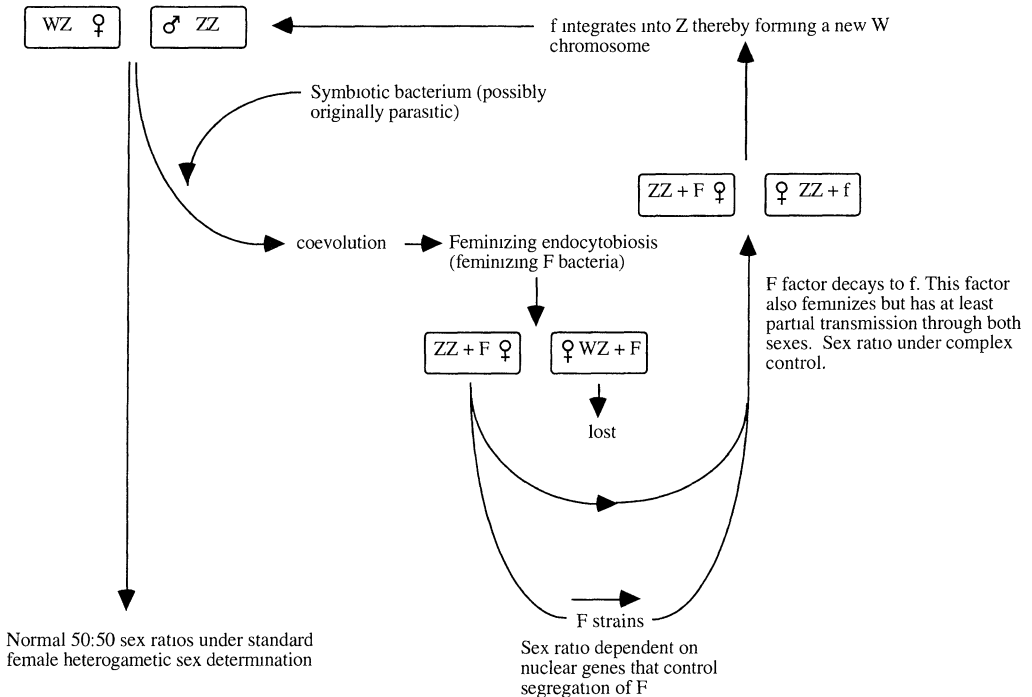 WZ ♀
♂ ZZ
f integrates into Z thereby forming a new W
chromosome
Symbiotic bacterium (possibly
originally parasitic)
ZZ + F ♀
♀ ZZ + f
coevolution
Feminizing endocytobiosis
(feminizing F bacteria)
F factor decays to f. This factor
also feminizes but has at least
partial transmission through both
sexes. Sex ratio under complex
control.
ZZ + F ♀
♀ WZ + F
lost
F strains
Sex ratio dependent on
nuclear genes that control
segregation of F
Normal 50:50 sex ratios under standard
female heterogametic sex determination